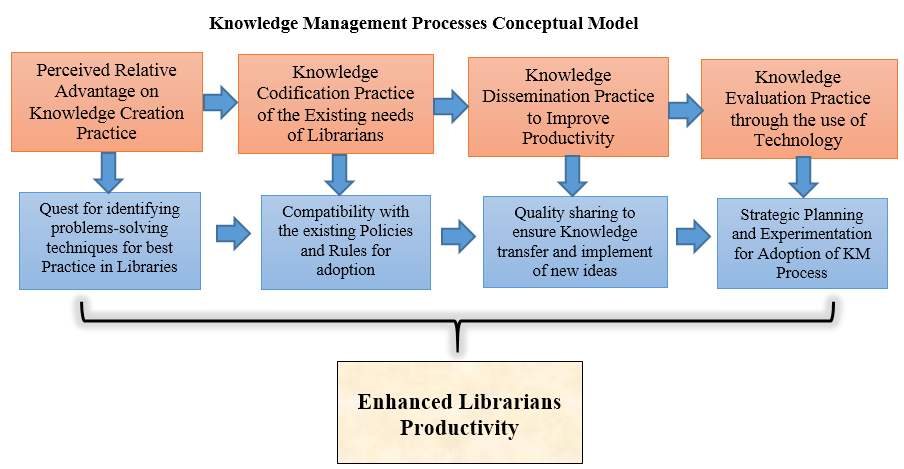 Knowledge Management Processes Conceptual Model
Perceived Relative
Advantage on
Knowledge Creation
Practice
Knowledge
Codification Practice
of the Existing needs
of Librarians
Knowledge
Dissemination Practice
to Improve
Productivity
Knowledge
Evaluation Practice
through the use of
Technology
Quest for identifying
problems-solving
techniques for best
Practice in Libraries
Compatibility with
the existing Policies
and Rules for
adoption
Quality sharing to
ensure Knowledge
transfer and implement
of new ideas
Strategic Planning
and Experimentation
for Adoption of KM
Process
Enhanced Librarians
Productivity